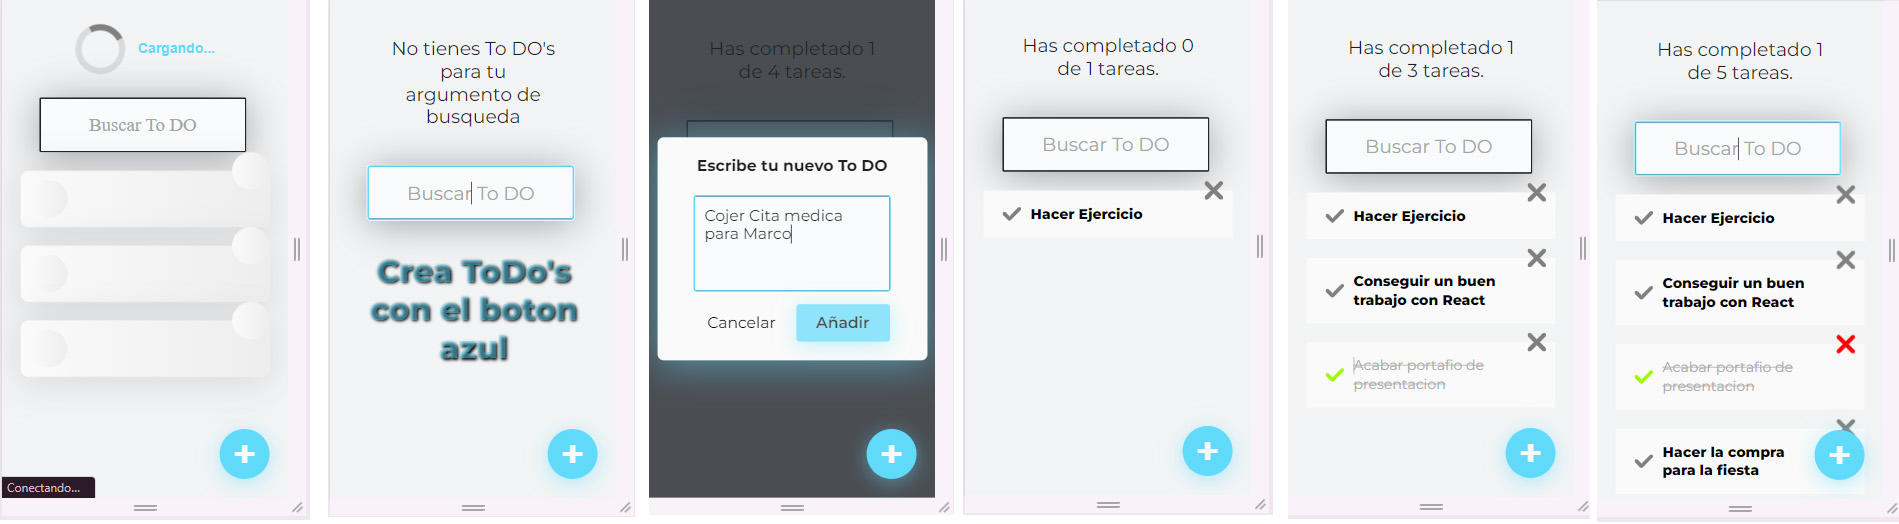 Cargando...
Buscar To DO
Conectando...
No tienes To DO's
para tu
argumento de
busqueda
Buscar To DO
Crea ToDo's
con el boton
azul
+
Has completado 1
de 4 tareas.
Escribe tu nuevo To DO
Cojer Cita medica
para Marco
Cancelar
Añadir
+
Has completado 0
de 1 tareas.
Buscar To DO
Hacer Ejercicio
+
Has completado 1
de 3 tareas.
Buscar To DO
Hacer Ejercicio
Conseguir un buen
trabajo con React
Acabar portafio de
presentacion
+
Has completado 1
de 5 tareas.
Buscar To DO
Hacer Ejercicio
Conseguir un buen
trabajo con React
Acabar portafio de
presentacion
Hacer la compra
para la fiesta
+